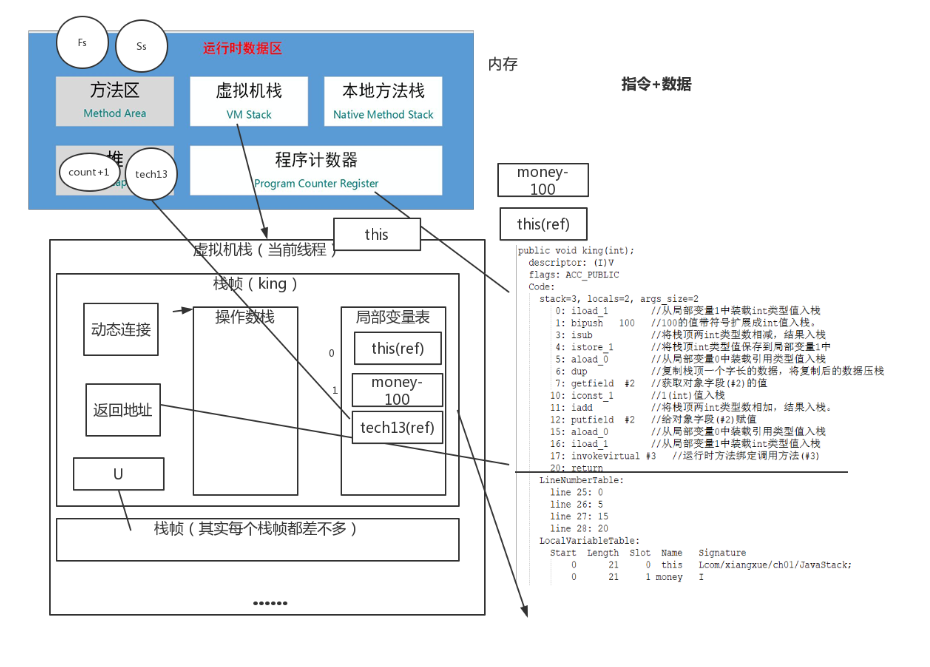 Fs
Ss
运行时数据区
内存
指令+数据
方法区
Method Area
虚拟机栈
VM Stack
本地方法栈
Native Method Stack
堆
count+1
tech13
程序计数器
Program Counter Register
money-
100
this(ref)
this
虚拟机栈（当前线程）
栈帧（king）
动态连接
操作数栈
局部变量表
0
this(ref)
1
money-
100
返回地址
tech13(ref)
U
栈帧（其实每个栈帧都差不多）
......
public void king(int);
descriptor: (I)V
flags: ACC_PUBLIC
Code:
stack=3, locals=2, args_size=2
0: iload_1 //从局部变量1中装载int类型值入栈
1: bipush 100 //100的值带符号扩展成int值入栈。
3: isub //将栈顶两int类型数相减，结果入栈
4: istore_1 //将栈顶int类型值保存到局部变量1中
5: aload_0 //从局部变量0中装载引用类型值入栈
6: dup //复制栈顶一个字长的数据，将复制后的数据压栈
7: getfield #2 //获取对象字段(#2)的值
10: iconst_1 //1(int)值入栈
11: iadd //将栈顶两int类型数相加，结果入栈。
12: putfield #2 //给对象字段(#2)赋值
15: aload_0 //从局部变量0中装载引用类型值入栈
16: iload_1 //从局部变量1中装载int类型值入栈
17: invokevirtual #3 //运行时方法绑定调用方法(#3)
20: return
LineNumberTable:
line 25: 0
line 26: 5
line 27: 15
line 28: 20
LocalVariableTable:
Start Length Slot Name Signature
0 21 0 this Lcom/xiangxue/ch01/JavaStack;
0 21 1 money I